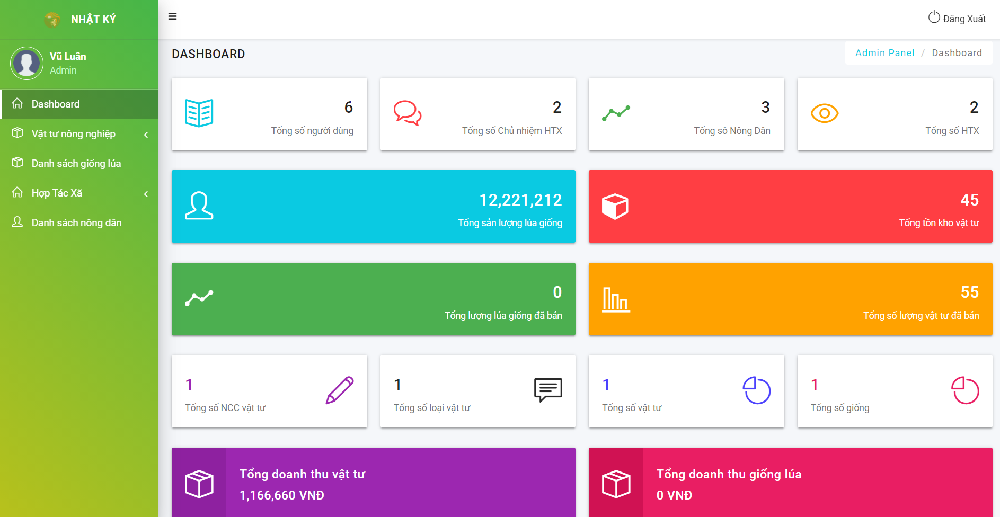 NHẬT KÝ
Đăng Xuất
Vũ Luân
Admin
Dashboard
Vật tư nông nghiệp
Danh sách giống lúa
Hợp Tác Xã
Danh sách nông dân
DASHBOARD
Admin Panel / Dashboard
6
Tổng số người dùng
2
Tổng số Chủ nhiệm HTX
3
Tổng sô Nông Dân
2
Tổng số HTX
12,221,212
Tổng sản lượng lúa giống
45
Tổng tồn kho vật tư
0
Tổng lượng lúa giống đã bán
55
Tổng số lượng vật tư đã bán
1
Tổng số NCC vật tư
1
Tổng số loại vật tư
1
Tổng số vật tư
1
Tổng số giống
Tổng doanh thu vật tư
1,166,660 VNĐ
Tổng doanh thu giống lúa
0 VNĐ